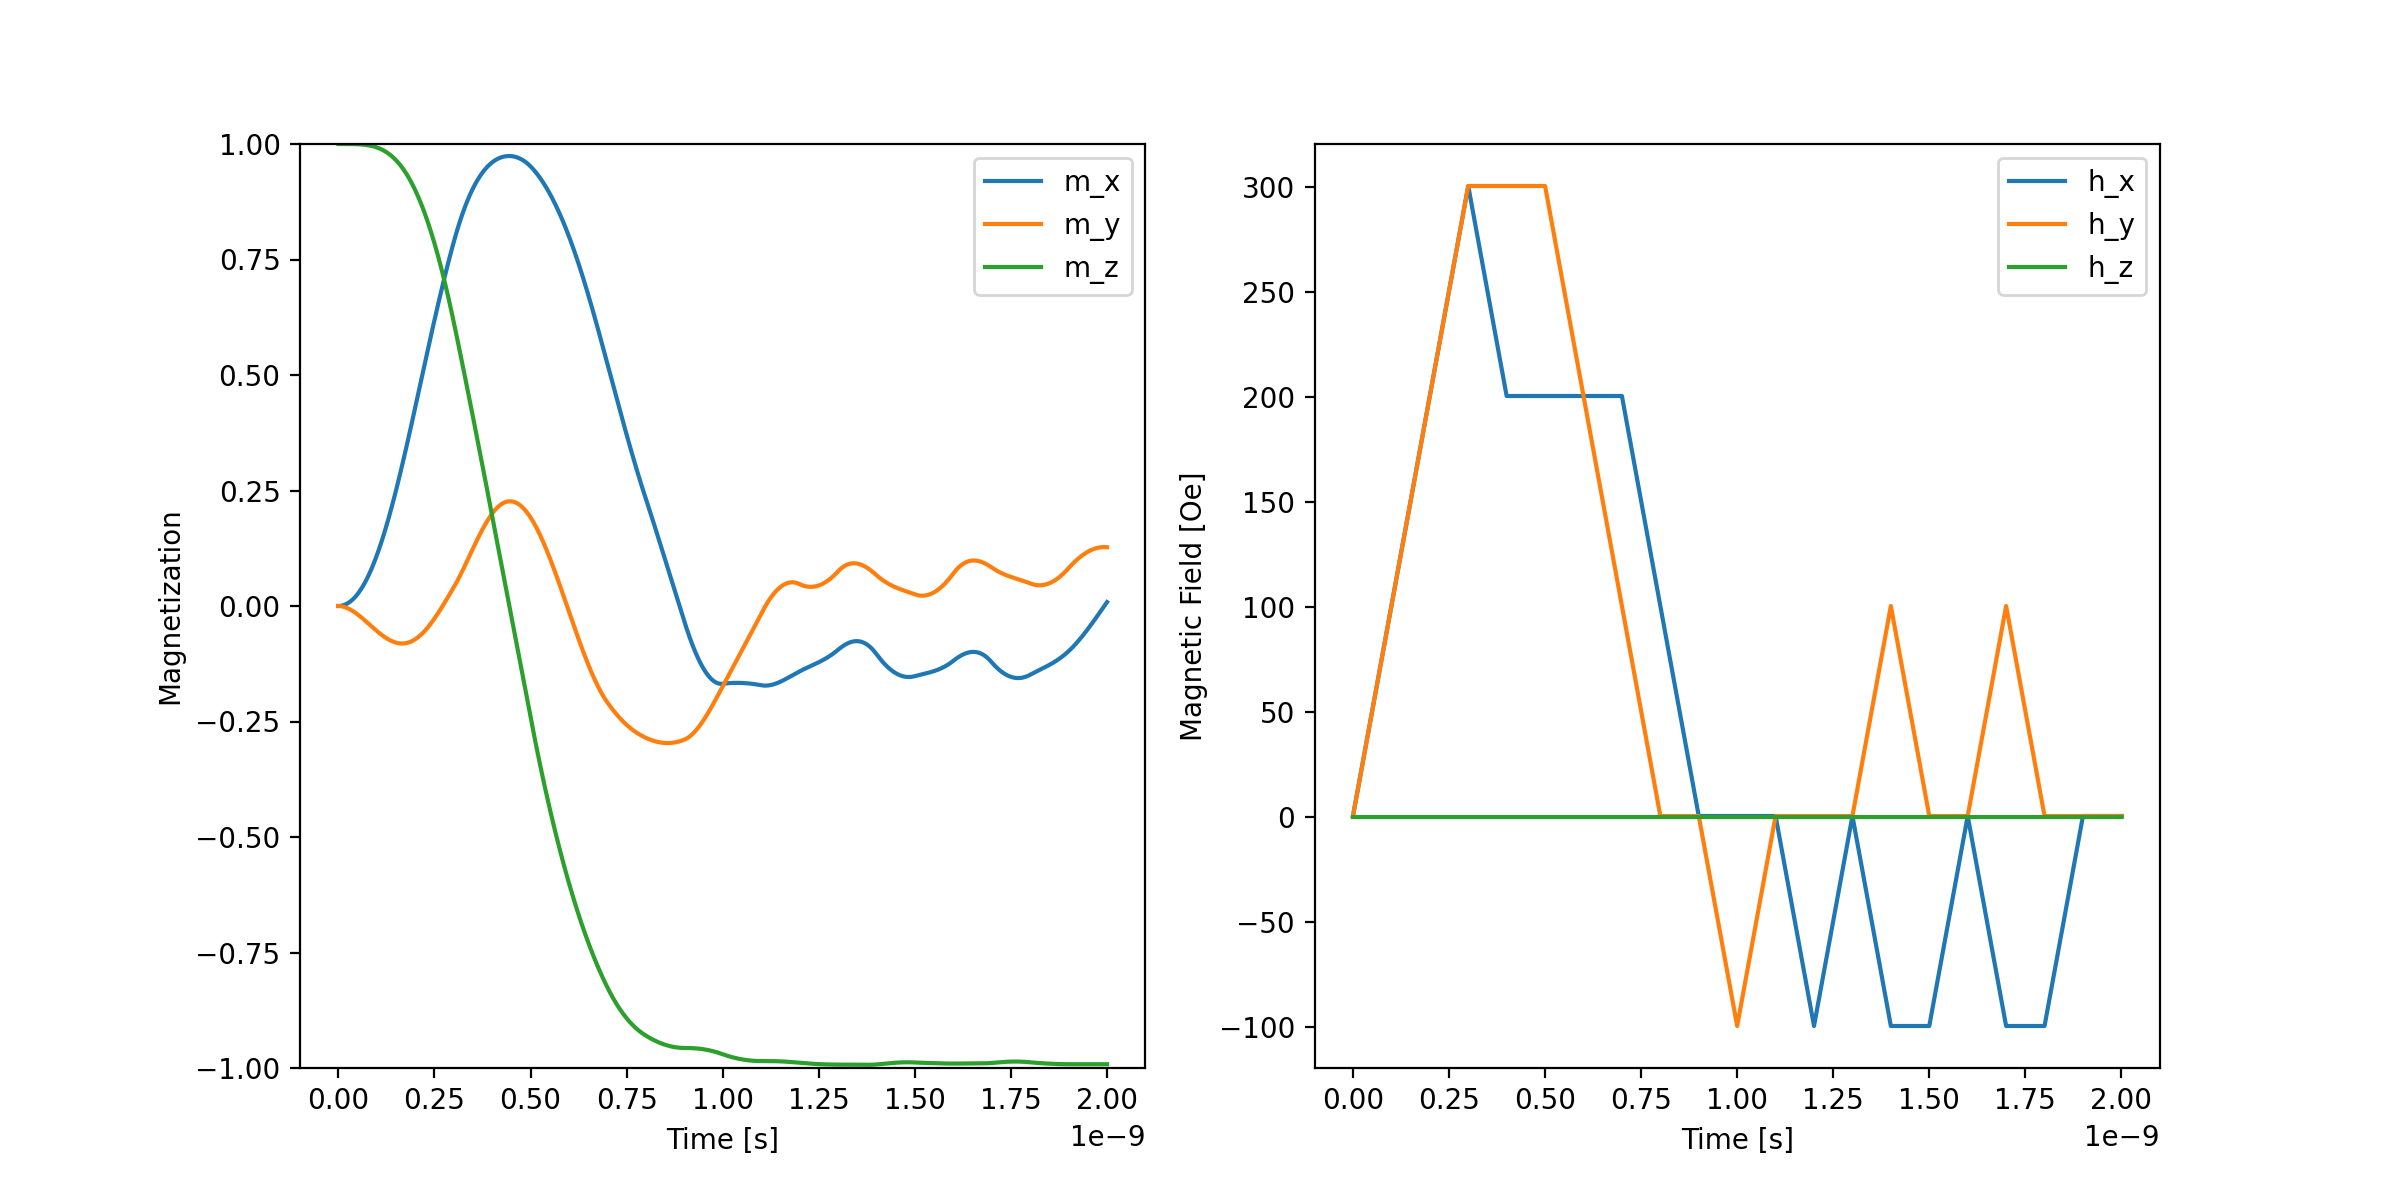 1.00
0.75
0.50
0.25
0.00
−0.25
−0.50
−0.75
−1.00
Magnetization
0.00 0.25 0.50 0.75 1.00 1.25 1.50 1.75 2.00
Time [s]
1e−9
m_x
m_y
m_z
300
250
200
150
100
50
0
−50
−100
Magnetic Field [Oe]
0.00 0.25 0.50 0.75 1.00 1.25 1.50 1.75 2.00
Time [s]
1e−9
h_x
h_y
h_z